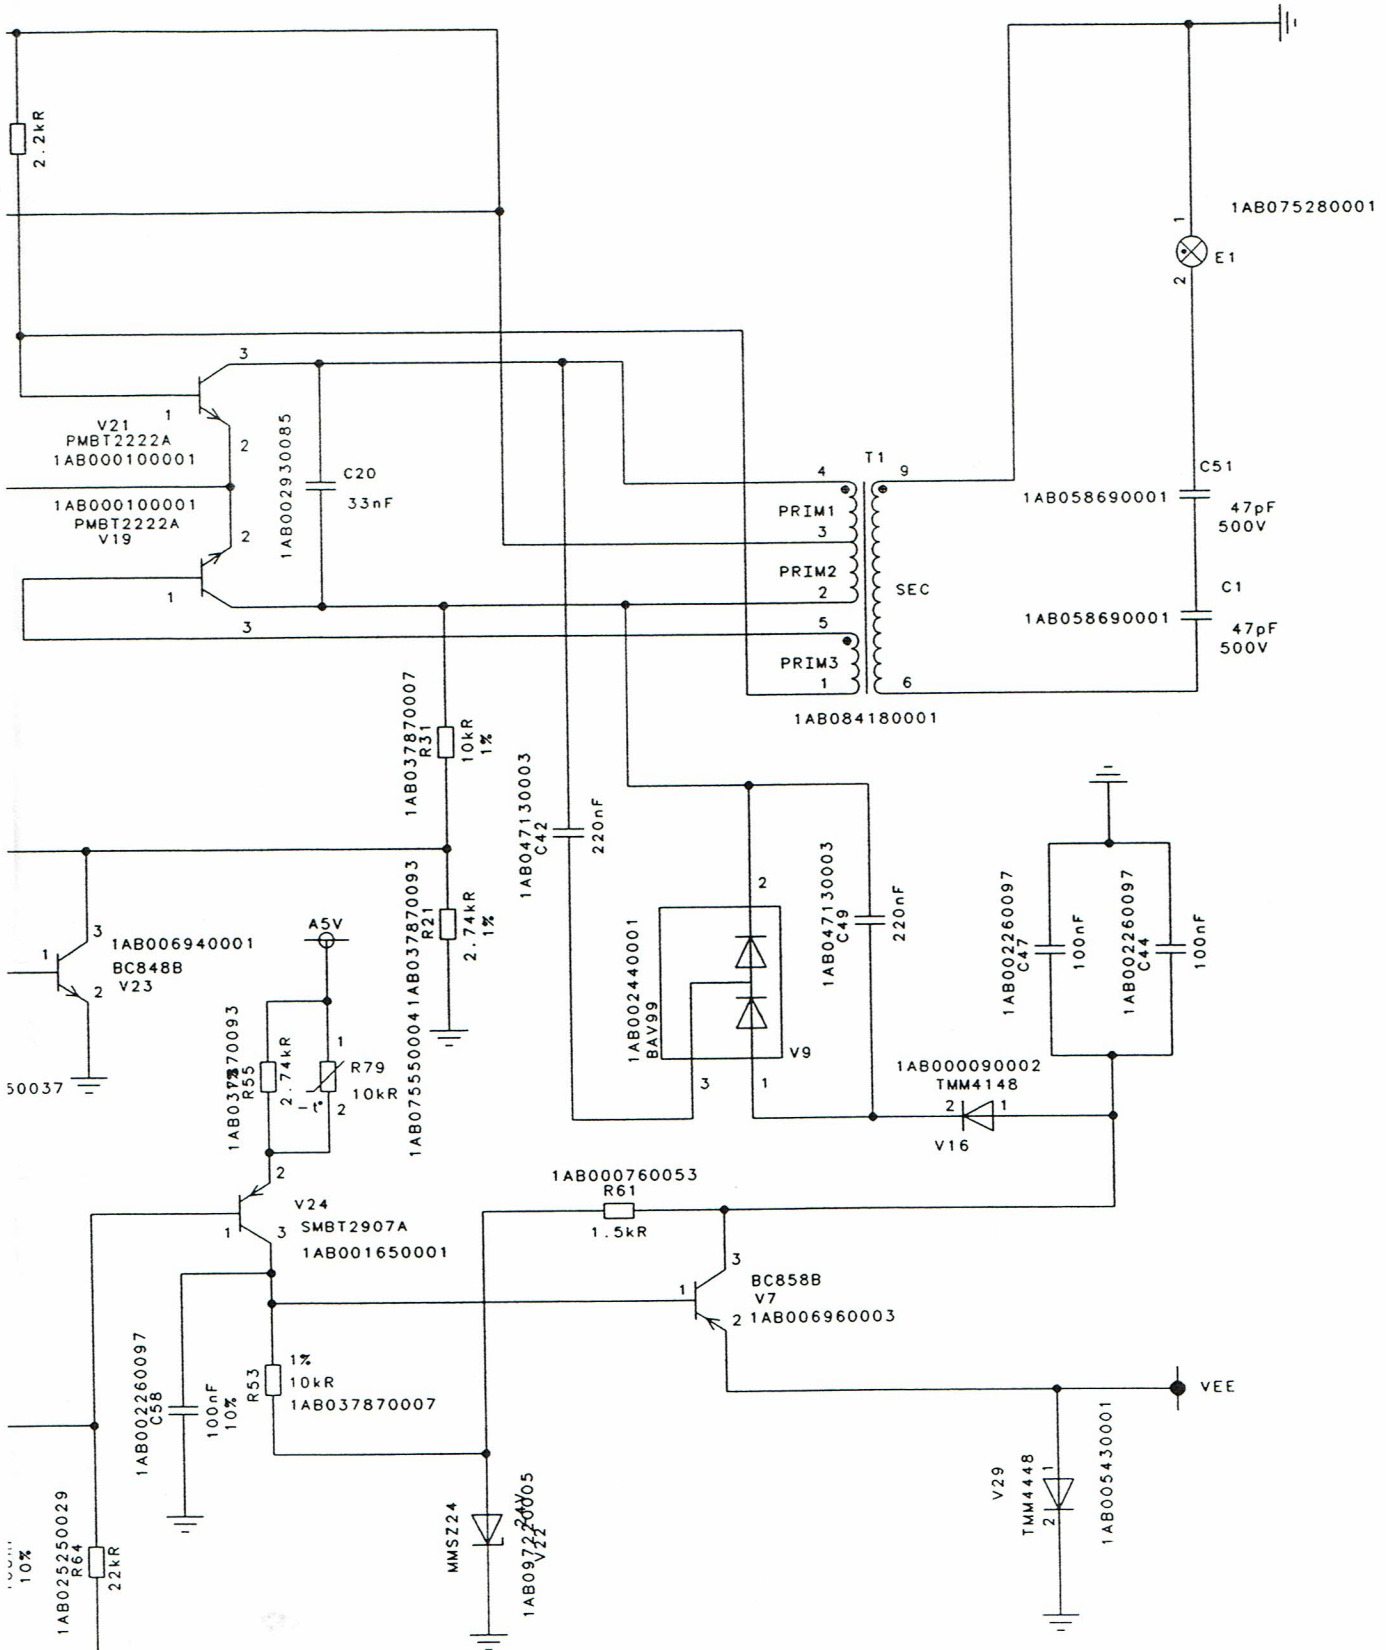 2.2kR
1AB075280001
1
E1
2
3
1
V21
PMBT2222A
1AB000100001
2
1AB002930085
C20
33nF
1AB000100001
PMBT2222A
V19
2
1
3
T1
4
9
PRIM1
3
PRIM2
2
SEC
5
PRIM3
1
6
1AB084180001
C51
1AB058690001
47pF
500V
C1
1AB058690001
47pF
500V
1AB037870007
R31
10kR
1%
1AB047130003
C42
220nF
1AB075550004
1AB037870093
R21
2.74kR
1%
2
1AB002440001
BAV99
V9
3
1
1AB047130003
C49
220nF
1AB002260097
C47
100nF
1AB002260097
C44
100nF
3
1
2
1AB006940001
BC848B
V23
50037
A5V
R55
2.74kR
1
R79
10kR
-t°
2
1AB000090002
TMM4148
2
1
V16
1AB000760053
R61
1.5kR
2
V24
SMBT2907A
1AB001650001
1
3
3
1
2
BC858B
V7
1AB006960003
1AB002260097
C58
100nF
10%
R53
1%
10kR
1AB037870007
VEE
V29
TMM4448
1
2
1AB005430001
MMSZ24
24V
V22
10%
1AB025250029
R64
22kR